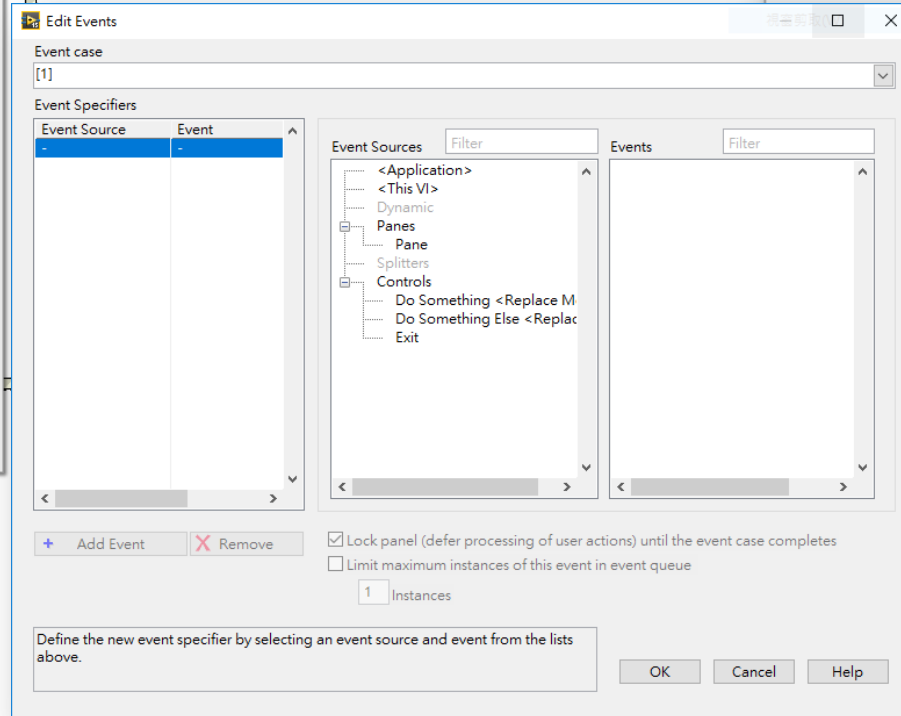 Edit Events
Event case
[1]
Event Specifiers
Event Source Event
- -
Event Sources Filter
<Application>
<This VI>
Dynamic
Panes
Pane
Splitters
Controls
Do Something <Replace M
Do Something Else <Replac
Exit
Events Filter
+ Add Event X Remove
Lock panel (defer processing of user actions) until the event case completes
Limit maximum instances of this event in event queue
1 Instances
Define the new event specifier by selecting an event source and event from the lists
above.
OK Cancel Help